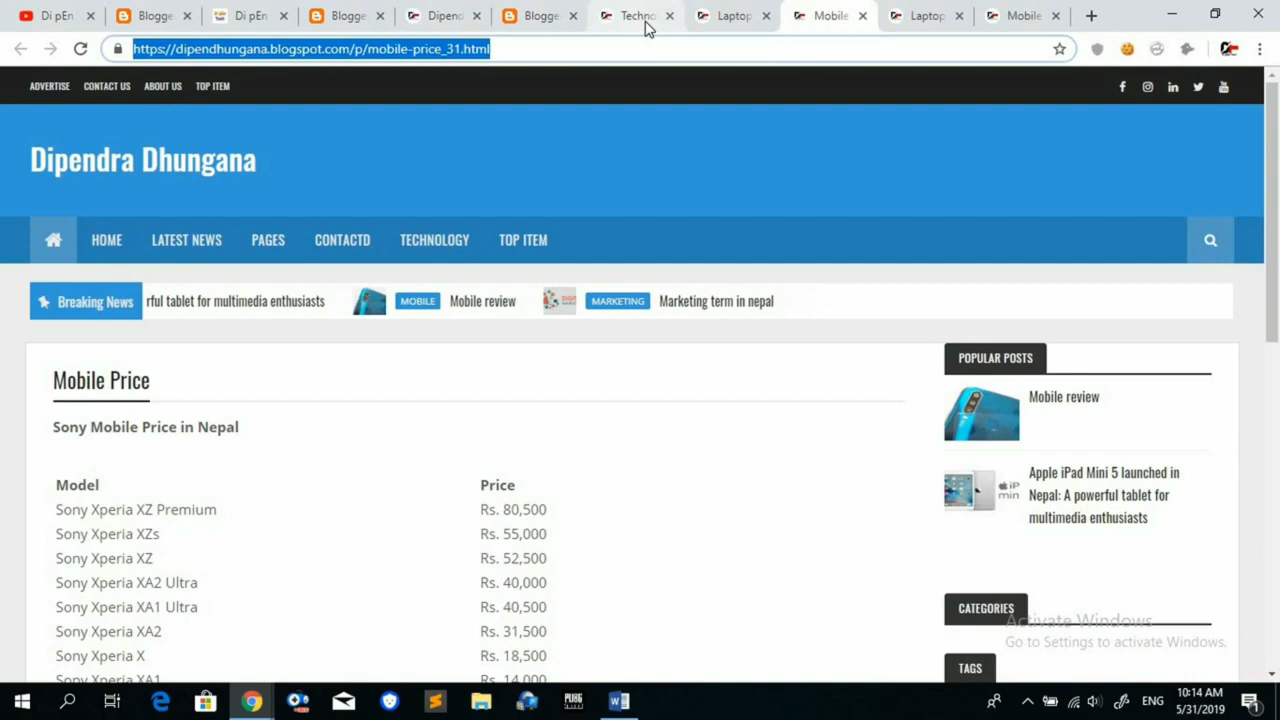 Di pEn
Blogge
Di pEn
Blogge
Dipend
Blogge
Techno
Laptop
Mobile
Laptop
Mobile
https://dipendhungana.blogspot.com/p/mobile-price_31.html
ADVERTISE CONTACT US ABOUT US TOP ITEM
Dipendra Dhungana
HOME LATEST NEWS PAGES CONTACTD TECHNOLOGY TOP ITEM
Breaking News rful tablet for multimedia enthusiasts MOBILE Mobile review MARKETING Marketing term in nepal
Mobile Price
Sony Mobile Price in Nepal
Model Price
Sony Xperia XZ Premium Rs. 80,500
Sony Xperia XZs Rs. 55,000
Sony Xperia XZ Rs. 52,500
Sony Xperia XA2 Ultra Rs. 40,000
Sony Xperia XA1 Ultra Rs. 40,500
Sony Xperia XA2 Rs. 31,500
Sony Xperia X Rs. 18,500
Sony Xperia XA1 Rs. 14,000
POPULAR POSTS
Mobile review
Apple iPad Mini 5 launched in
Nepal: A powerful tablet for
multimedia enthusiasts
CATEGORIES
Activate Windows
Go to Settings to activate Windows.
TAGS
ENG
10:14 AM
5/31/2019